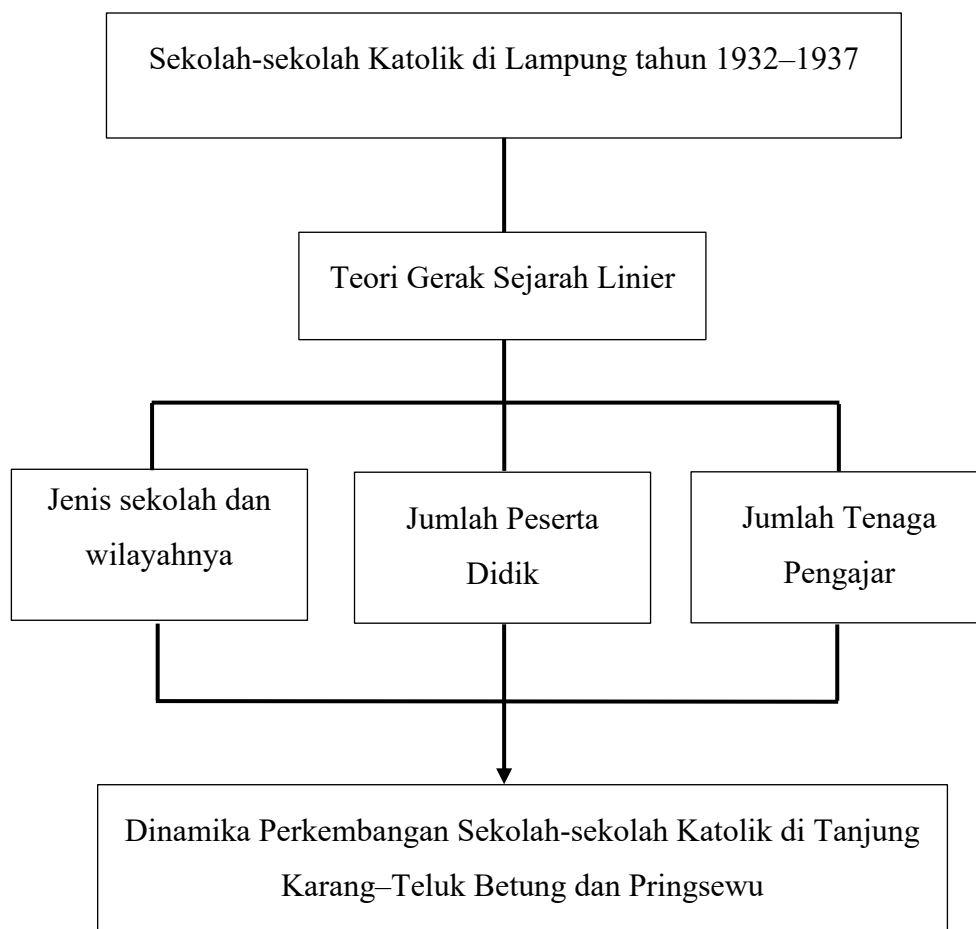 Sekolah-sekolah Katolik di Lampung tahun 1932–1937
Teori Gerak Sejarah Linier
Jenis sekolah dan
wilayahnya
Jumlah Peserta
Didik
Jumlah Tenaga
Pengajar
Dinamika Perkembangan Sekolah-sekolah Katolik di Tanjung
Karang–Teluk Betung dan Pringsewu